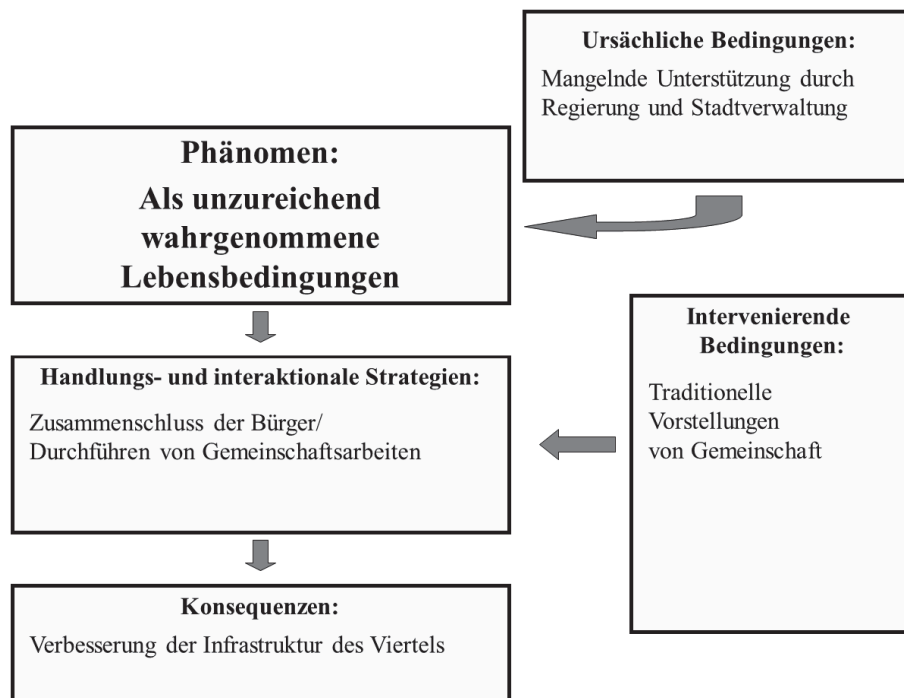 Ursächliche Bedingungen:
Mangelnde Unterstützung durch
Regierung und Stadtverwaltung
Phänomen:
Als unzureichend
wahrgenommene
Lebensbedingungen
Intervenierende
Bedingungen:
Traditionelle
Vorstellungen
von Gemeinschaft
Handlungs- und interaktionale Strategien:
Zusammenschluss der Bürger/
Durchführen von Gemeinschaftsarbeiten
Konsequenzen:
Verbesserung der Infrastruktur des Viertels